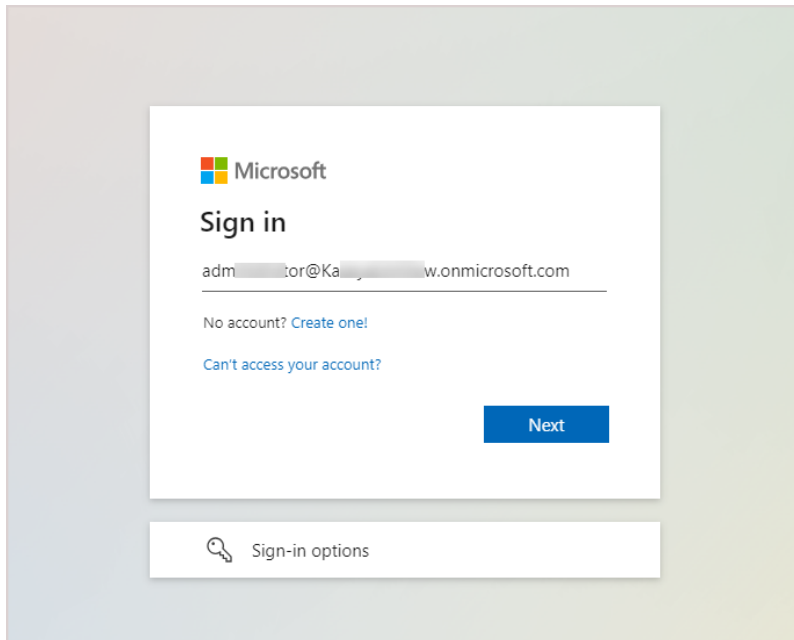 Microsoft
Sign in
No account? Create one!
Can't access your account?
Next
Sign-in options